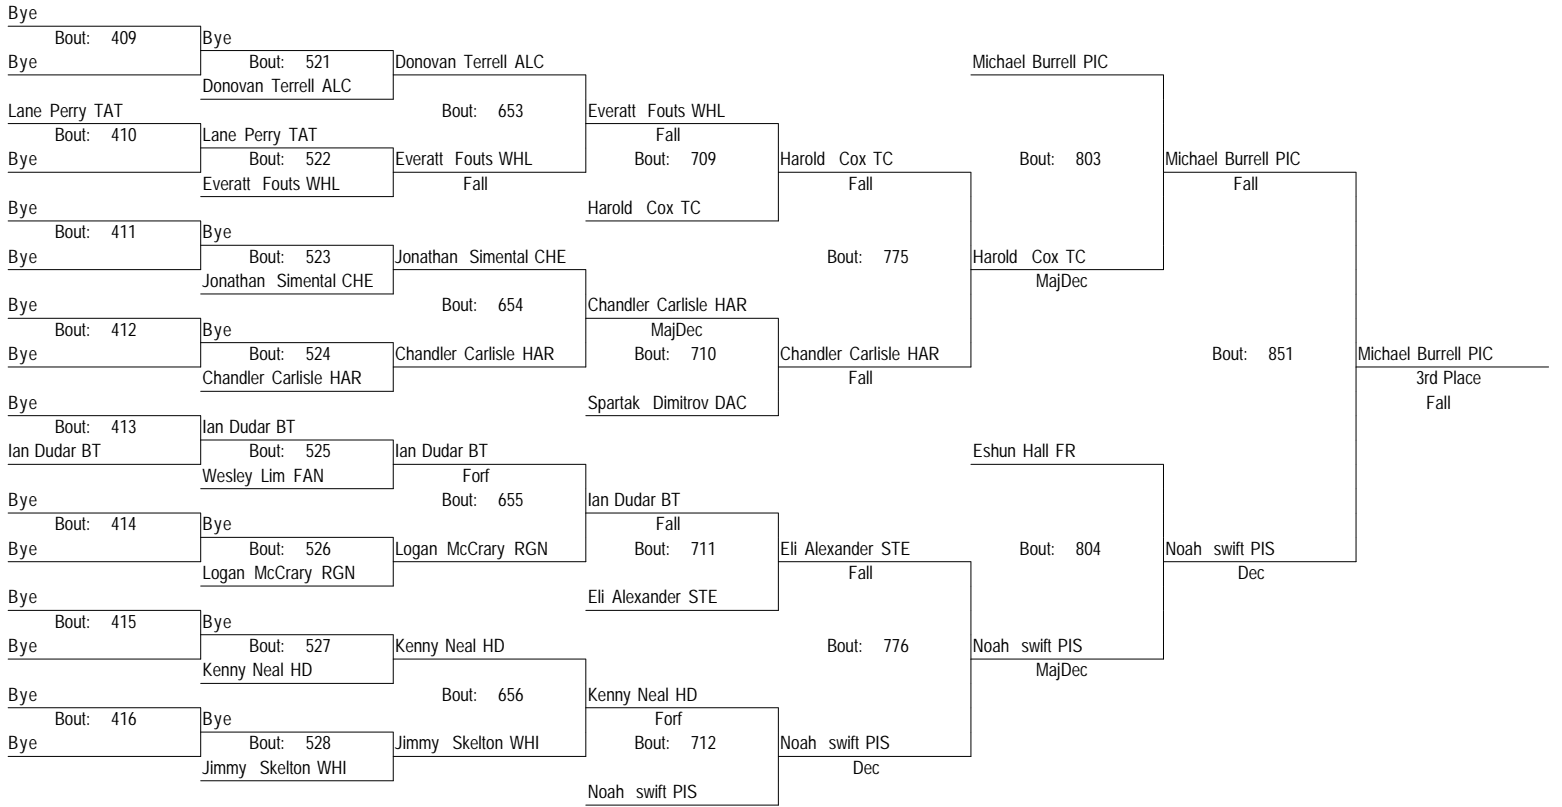 Bye
Bout: 409
Bye
Bye
Bout: 521
Donovan Terrell ALC
Donovan Terrell ALC
Lane Perry TAT
Bout: 410
Bye
Lane Perry TAT
Bout: 522
Everatt Fouts WHL
Bout: 653
Everatt Fouts WHL
Fall
Everatt Fouts WHL
Fall
Bout: 709
Harold Cox TC
Bye
Bout: 411
Bye
Bye
Bout: 523
Jonathan Simental CHE
Jonathan Simental CHE
Bye
Bout: 412
Bye
Bye
Bout: 524
Chandler Carlisle HAR
Bout: 654
Chandler Carlisle HAR
Chandler Carlisle HAR
MajDec
Bout: 710
Spartak Dimitrov DAC
Harold Cox TC
Fall
Bout: 775
Chandler Carlisle HAR
Fall
Michael Burrell PIC
Bout: 803
Harold Cox TC
MajDec
Michael Burrell PIC
Fall
Bye
Bout: 413
Ian Dudar BT
Ian Dudar BT
Bout: 525
Wesley Lim FAN
Ian Dudar BT
Forf
Bye
Bout: 414
Bye
Bye
Bout: 526
Logan McCrary RGN
Bout: 655
Logan McCrary RGN
Ian Dudar BT
Fall
Bout: 711
Eli Alexander STE
Bye
Bout: 415
Bye
Bye
Bout: 527
Kenny Neal HD
Kenny Neal HD
Bye
Bout: 416
Bye
Bye
Bout: 528
Jimmy Skelton WHI
Bout: 656
Jimmy Skelton WHI
Kenny Neal HD
Forf
Bout: 712
Noah swift PIS
Eli Alexander STE
Fall
Bout: 776
Noah swift PIS
Dec
Eshun Hall FR
Bout: 804
Noah swift PIS
MajDec
Noah swift PIS
Dec
Bout: 851
Michael Burrell PIC
3rd Place
Fall